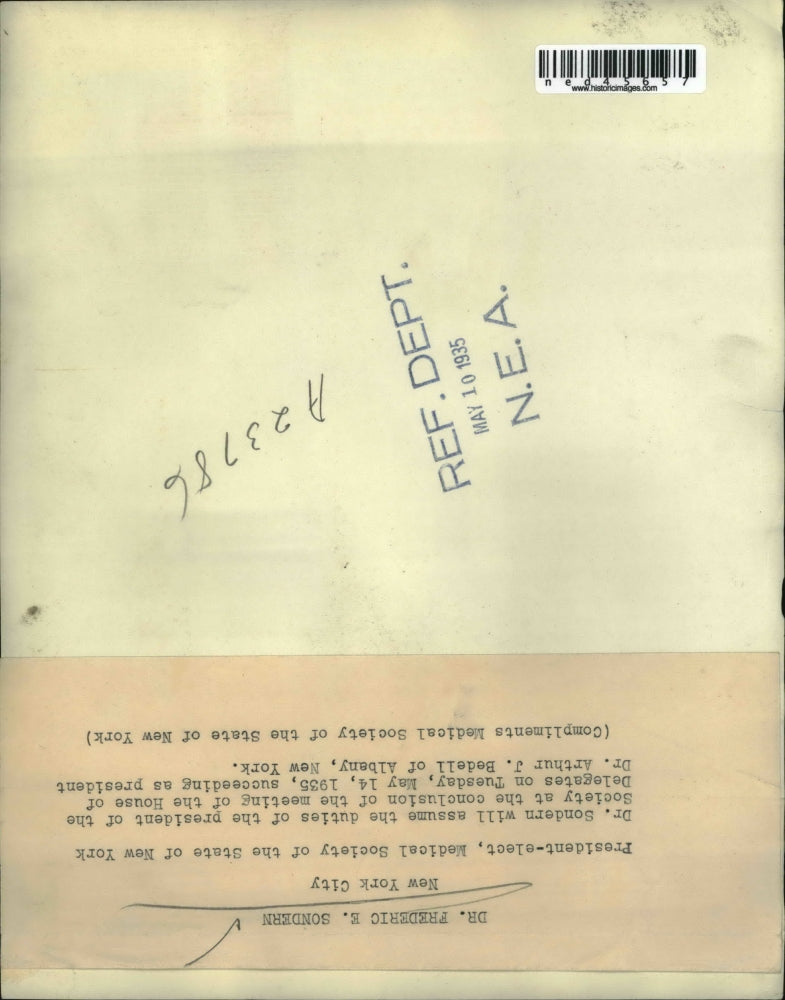 ned45657
www.historicimages.com
REF. DEPT.
MAY 10 1935
N.E.A.
A23786
DR. FREDERIC E. SONDERN
New York City
President-elect, Medical Society of the State of New York
Dr. Sondern will assume the duties of the president of the
Society at the conclusion of the meeting of the House of
Delegates on Tuesday, May 14, 1935, succeeding as president
Dr. Arthur J. Bedell of Albany, New York.
(Compliments Medical Society of the State of New York)